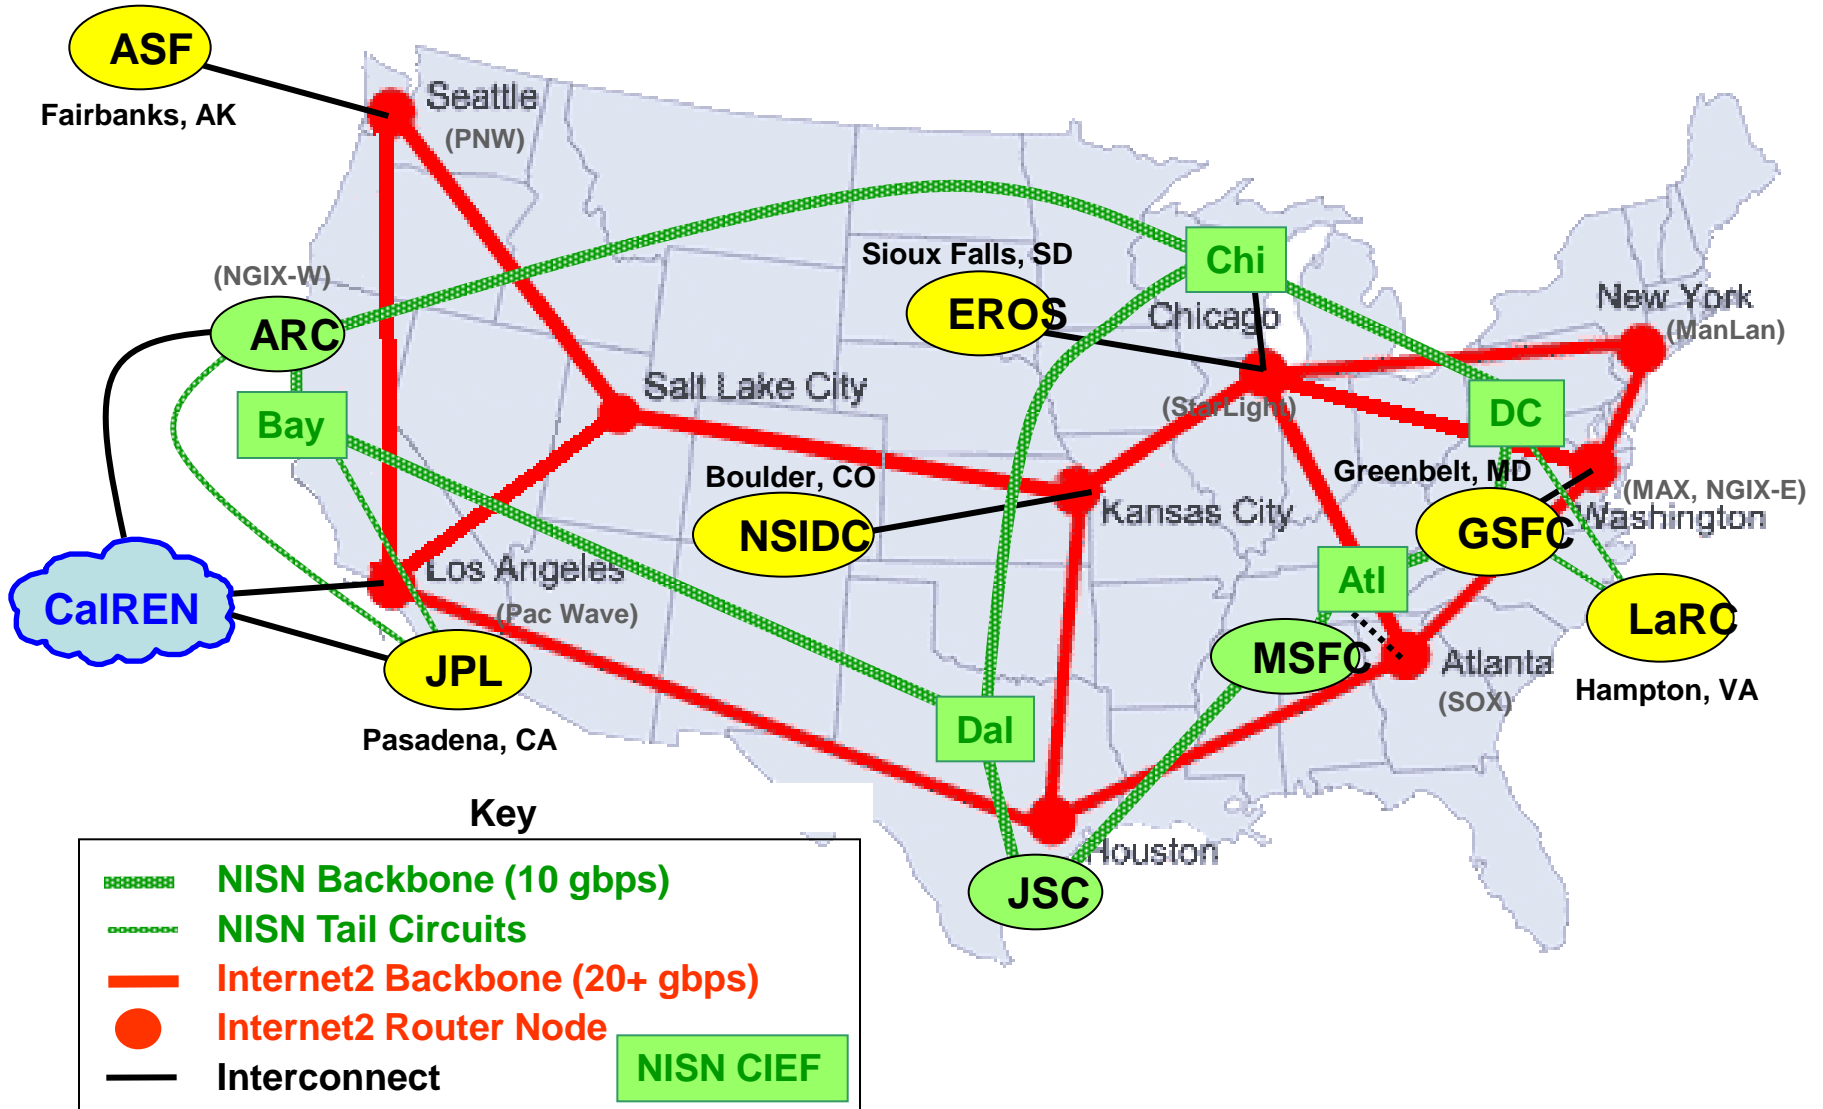 ASF
Fairbanks, AK
Seattle
(PNW)
Sioux Falls, SD
EROS
Chi
Chicago
(StarLight)
New York
(ManLan)
(NGIX-W)
ARC
Bay
Salt Lake City
DC
Boulder, CO
NSIDC
Kansas City
Greenbelt, MD
GSFC
(MAX, NGIX-E)
Washington
CalREN
Los Angeles
(Pac Wave)
JPL
Pasadena, CA
Atl
MSFC
Atlanta
(SOX)
LaRC
Hampton, VA
Dal
Houston
JSC
Key
NISN Backbone (10 gbps)
NISN Tail Circuits
Internet2 Backbone (20+ gbps)
Internet2 Router Node
Interconnect
NISN CIEF